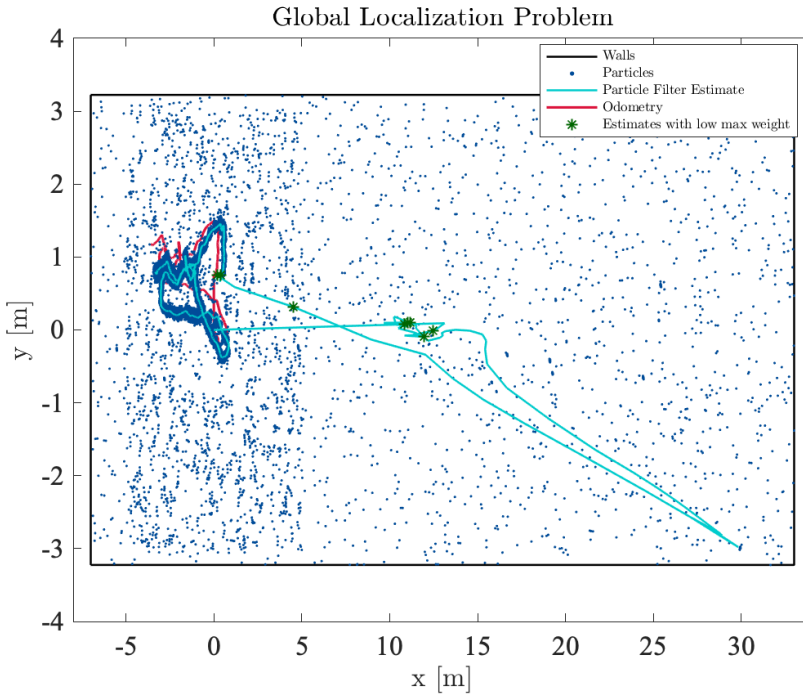 Global Localization Problem
Walls
Particles
Particle Filter Estimate
Odometry
Estimates with low max weight
4
3
2
1
0
-1
-2
-3
-4
y [m]
-5
0
5
10
15
20
25
30
x [m]